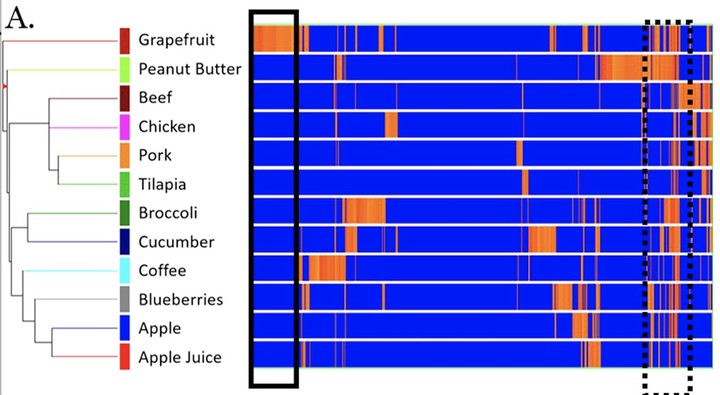 A.
Grapefruit
Peanut Butter
Beef
Chicken
Pork
Tilapia
Broccoli
Cucumber
Coffee
Blueberries
Apple
Apple Juice